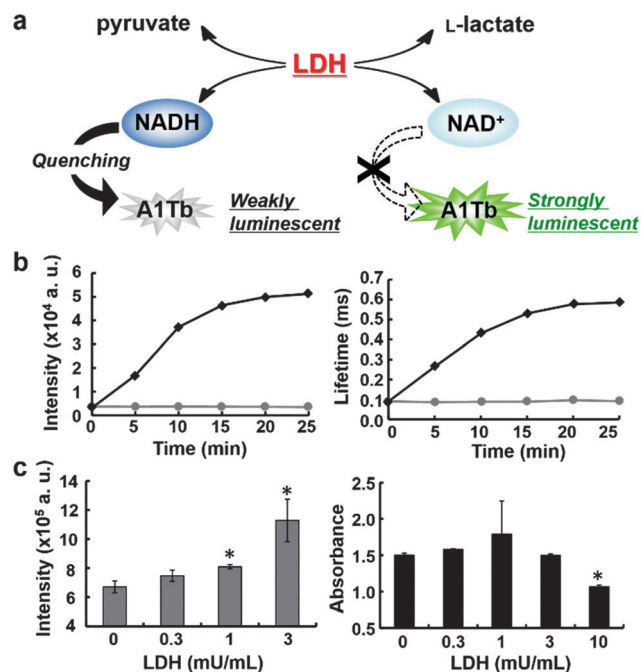 a
pyruvate
L-lactate
LDH
NADH
NAD+
Quenching
A1Tb
Weakly
luminescent
A1Tb
Strongly
luminescent
b
Intensity (x10⁴ a. u.)
6
5
4
3
2
1
0
0 5 10 15 20 25
Time (min)
Lifetime (ms)
0.7
0.6
0.5
0.4
0.3
0.2
0.1
0.0
0 5 10 15 20 25
Time (min)
c
Intensity (x10⁵ a. u.)
14
12
10
8
6
4
* *
0 0.3 1 3
LDH (mU/mL)
Absorbance
2.5
2.0
1.5
1.0
0.5
*
0 0.3 1 3 10
LDH (mU/mL)